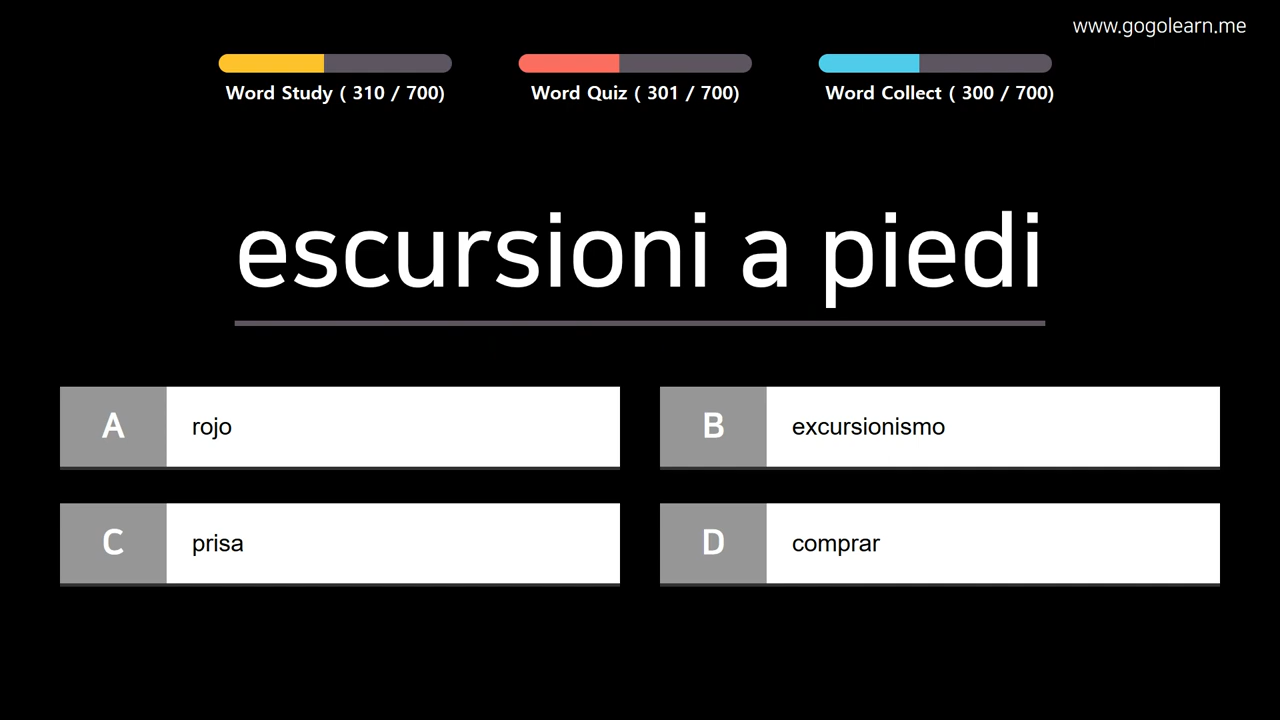 www.gogolearn.me
Word Study ( 310 / 700)
Word Quiz ( 301 / 700)
Word Collect ( 300 / 700)
escursioni a piedi
A
rojo
B
excursionismo
C
prisa
D
comprar